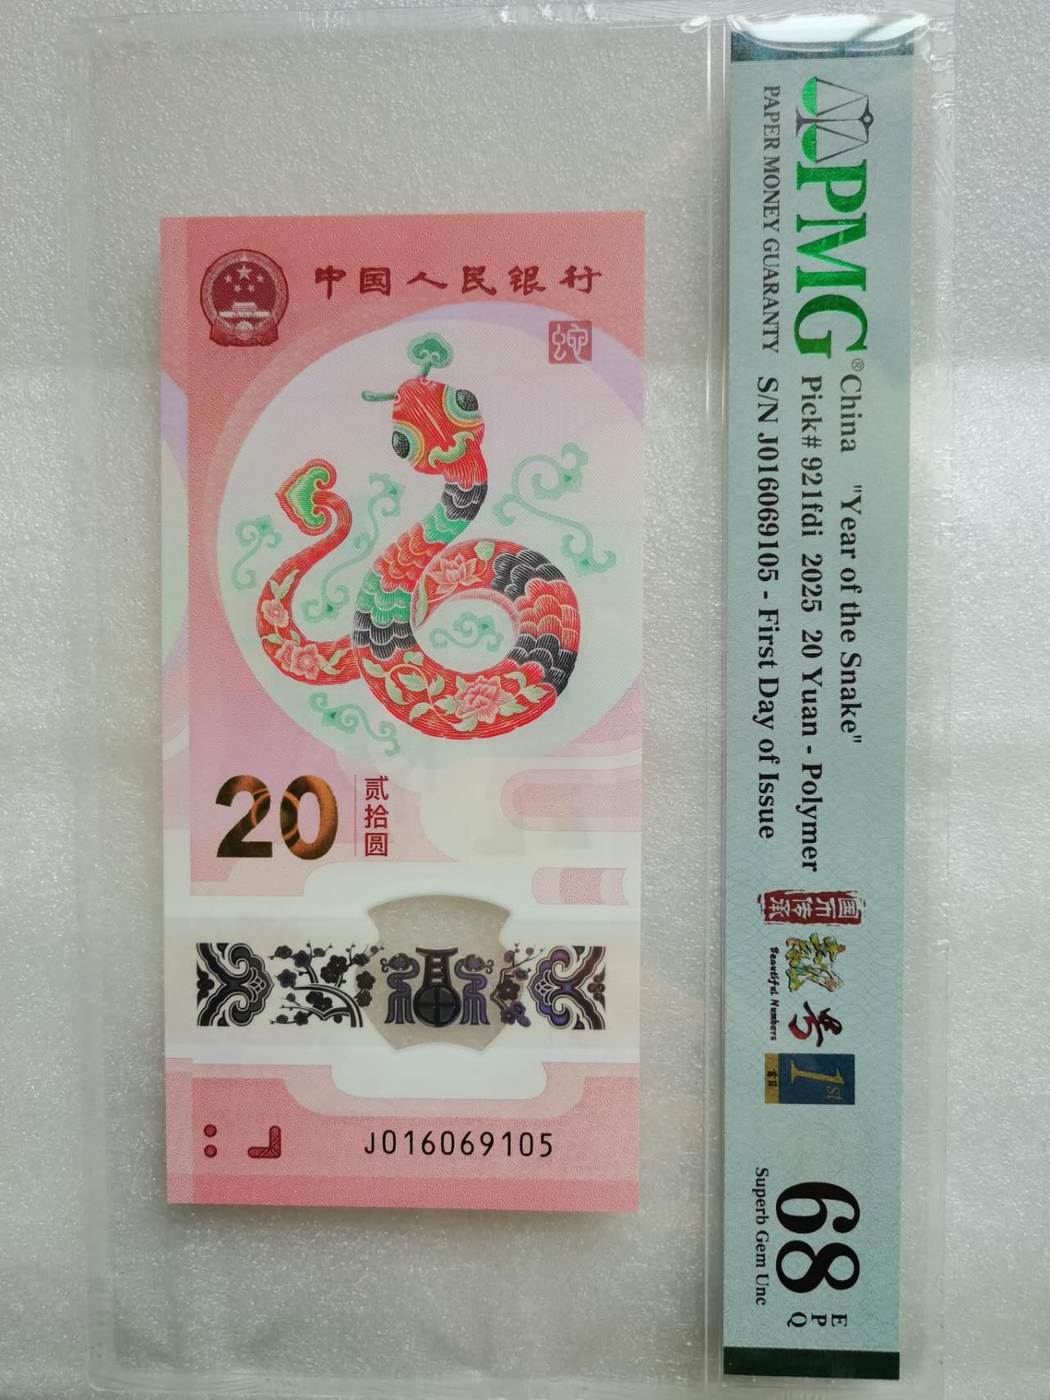 中国人民银行
蛇
20
贰拾圆
J016069105
PMG®
PAPER MONEY GUARANTY
China "Year of the Snake"
Pick# 921fdi 2025 20 Yuan - Polymer
S/N J016069105 - First Day of Issue
Beautiful Numbers
1st
68
EPQ
Superb Gem Unc